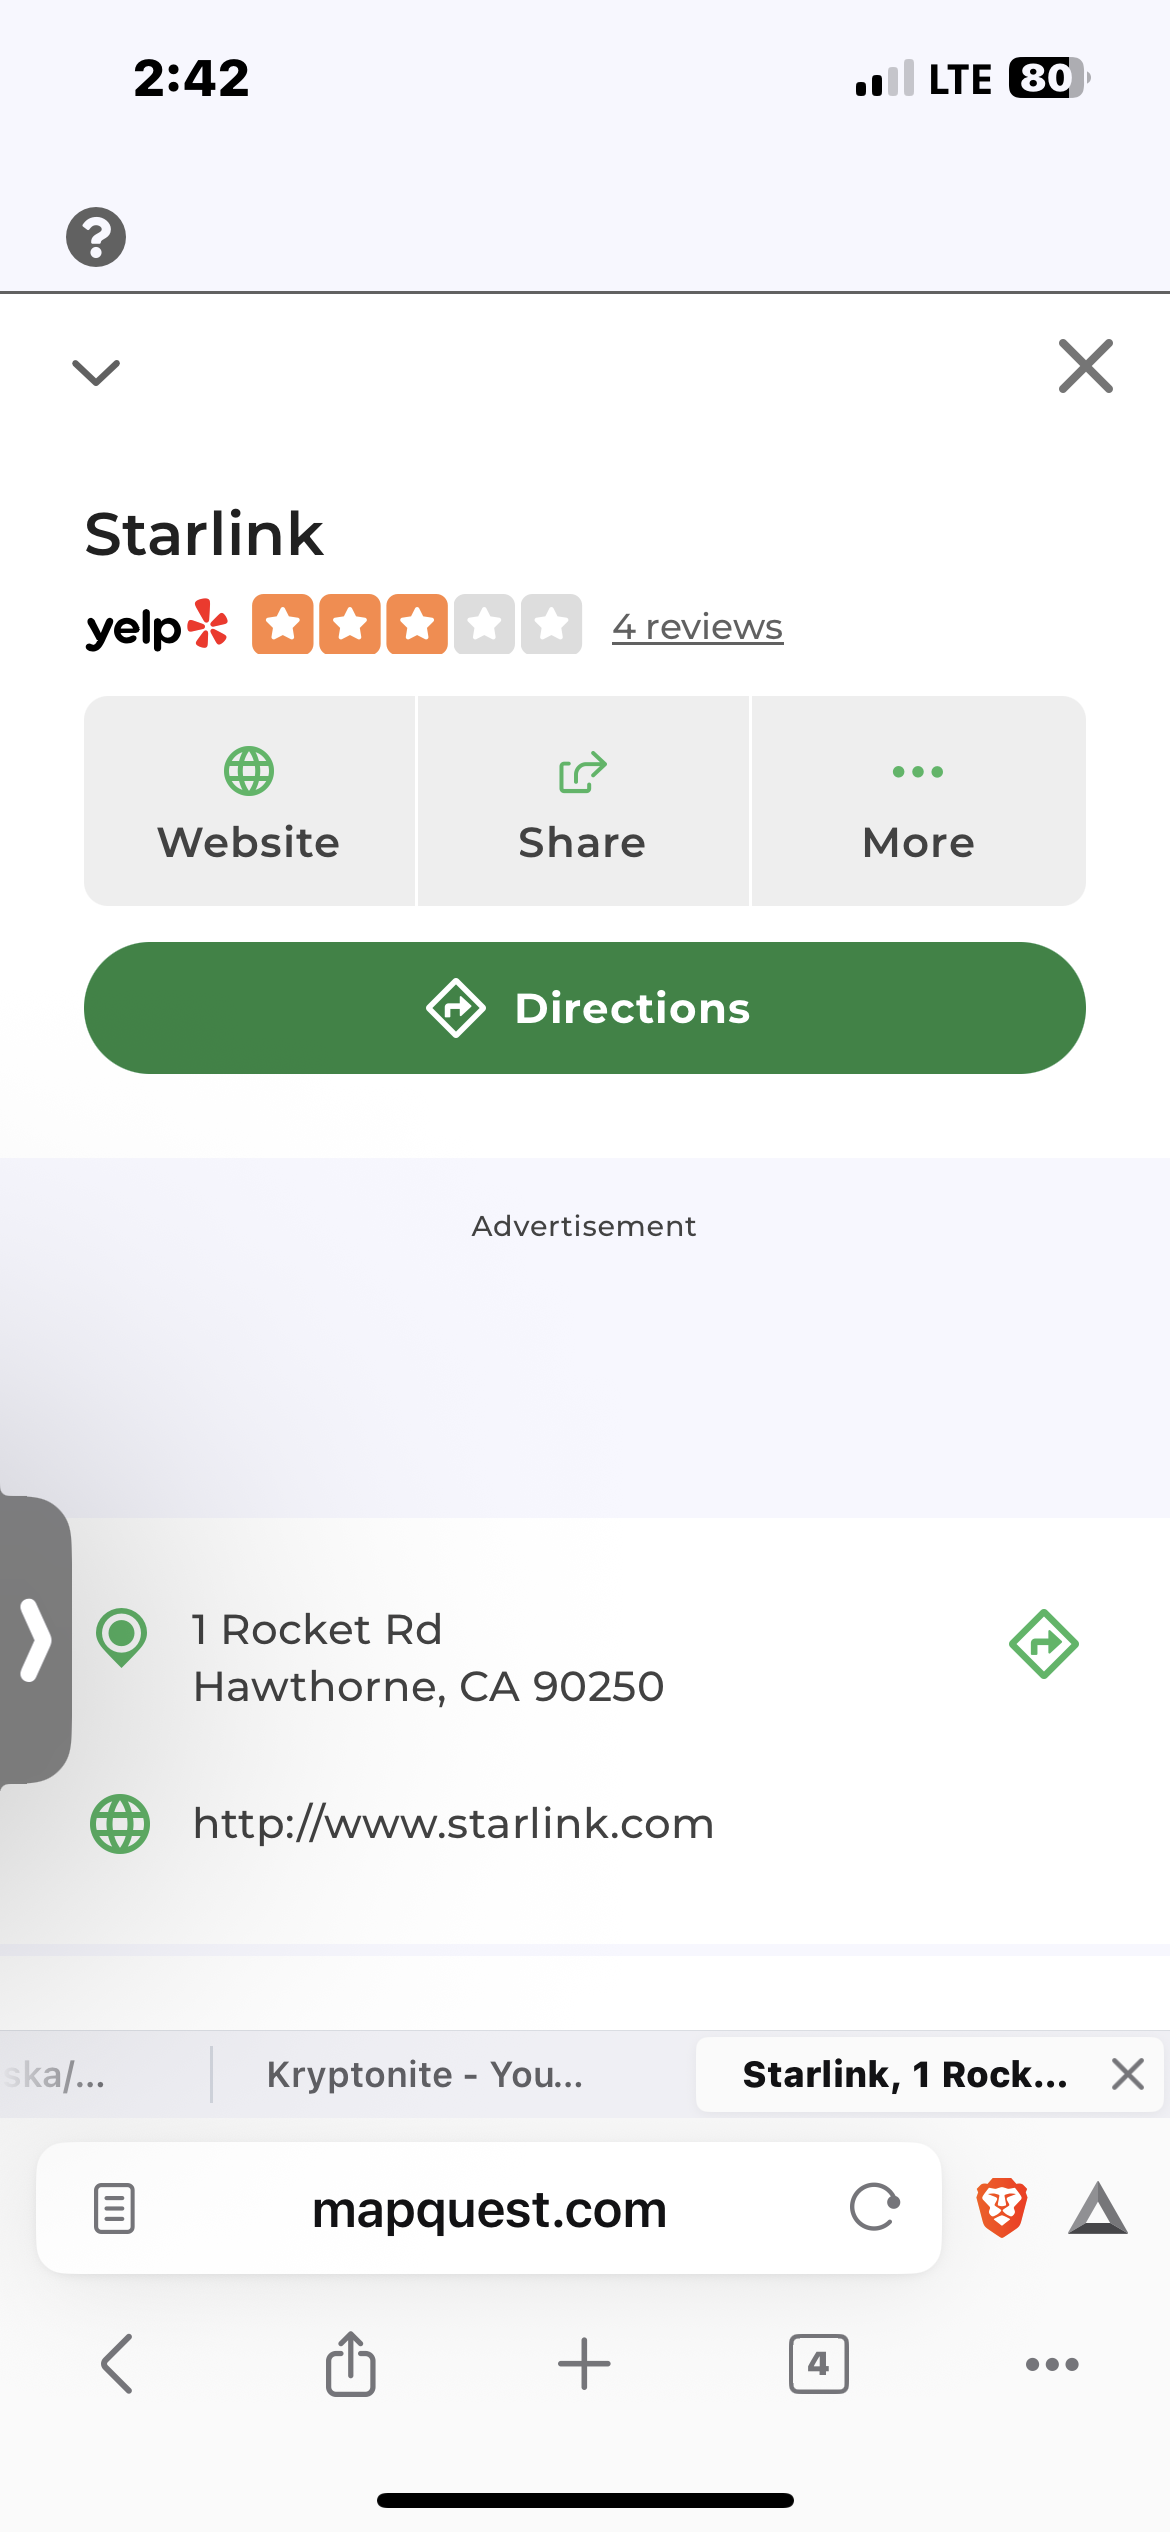 2:42
LTE 80
?
Starlink
yelp 4 reviews
Website Share More
Directions
Advertisement
1 Rocket Rd
Hawthorne, CA 90250
http://www.starlink.com
ska/... Kryptonite - You... Starlink, 1 Rock...
mapquest.com
4